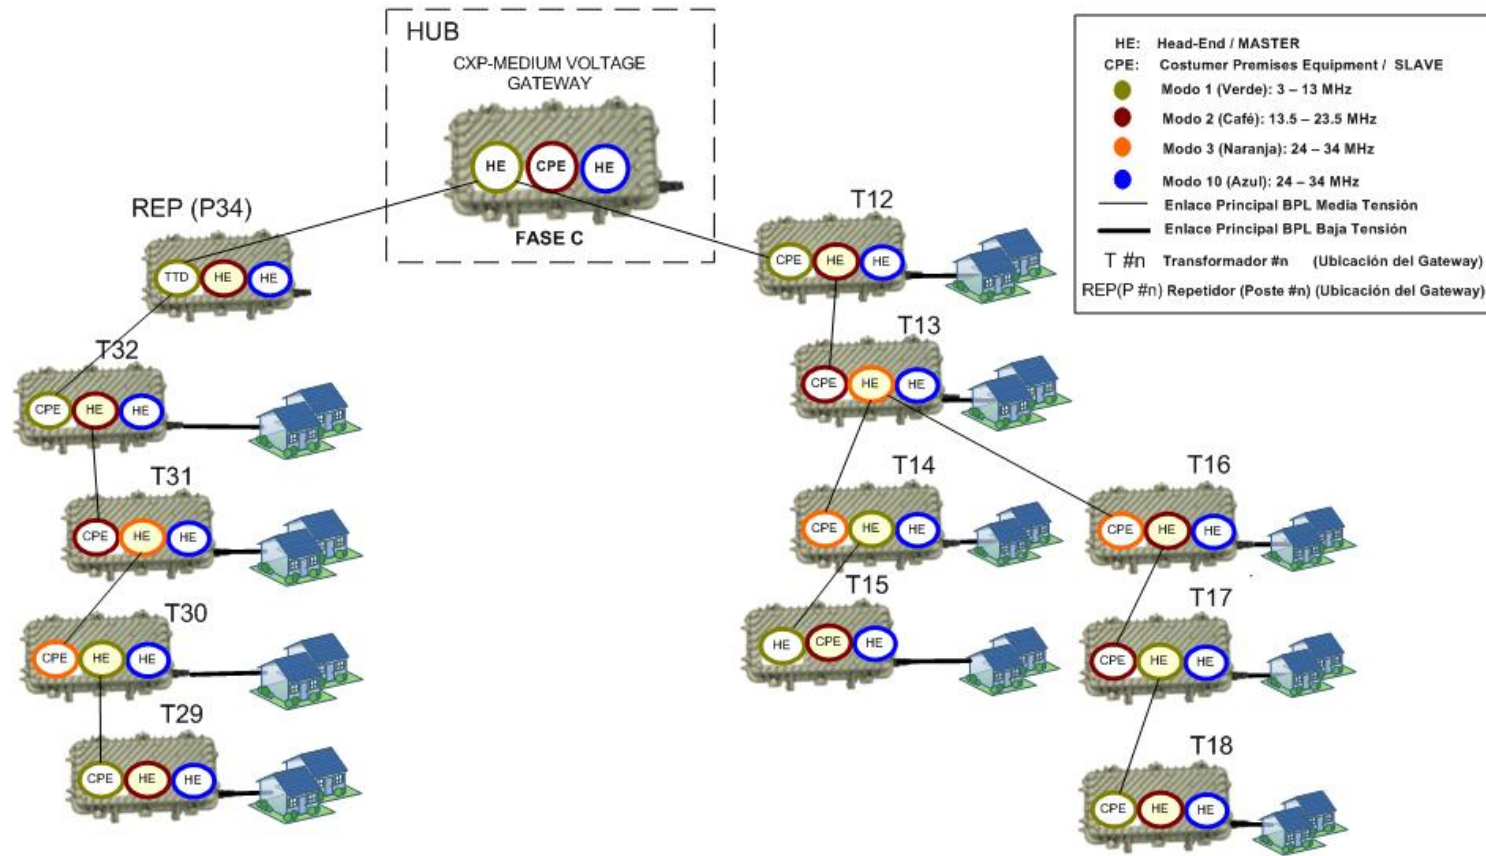 HUB
CXP-MEDIUM VOLTAGE
GATEWAY
HE CPE HE
FASE C
HE: Head-End / MASTER
CPE: Costumer Premises Equipment / SLAVE
Modo 1 (Verde): 3 – 13 MHz
Modo 2 (Café): 13.5 – 23.5 MHz
Modo 3 (Naranja): 24 – 34 MHz
Modo 10 (Azul): 24 – 34 MHz
Enlace Principal BPL Media Tensión
Enlace Principal BPL Baja Tensión
T #n Transformador #n (Ubicación del Gateway)
REP(P #n) Repetidor (Poste #n) (Ubicación del Gateway)
REP (P34)
TTD HE HE
T32
CPE HE HE
T31
CPE HE HE
T30
CPE HE HE
T29
CPE HE HE
T12
CPE HE HE
T13
CPE HE HE
T14
CPE HE HE
T15
HE CPE HE
T16
CPE HE HE
T17
CPE HE HE
T18
CPE HE HE